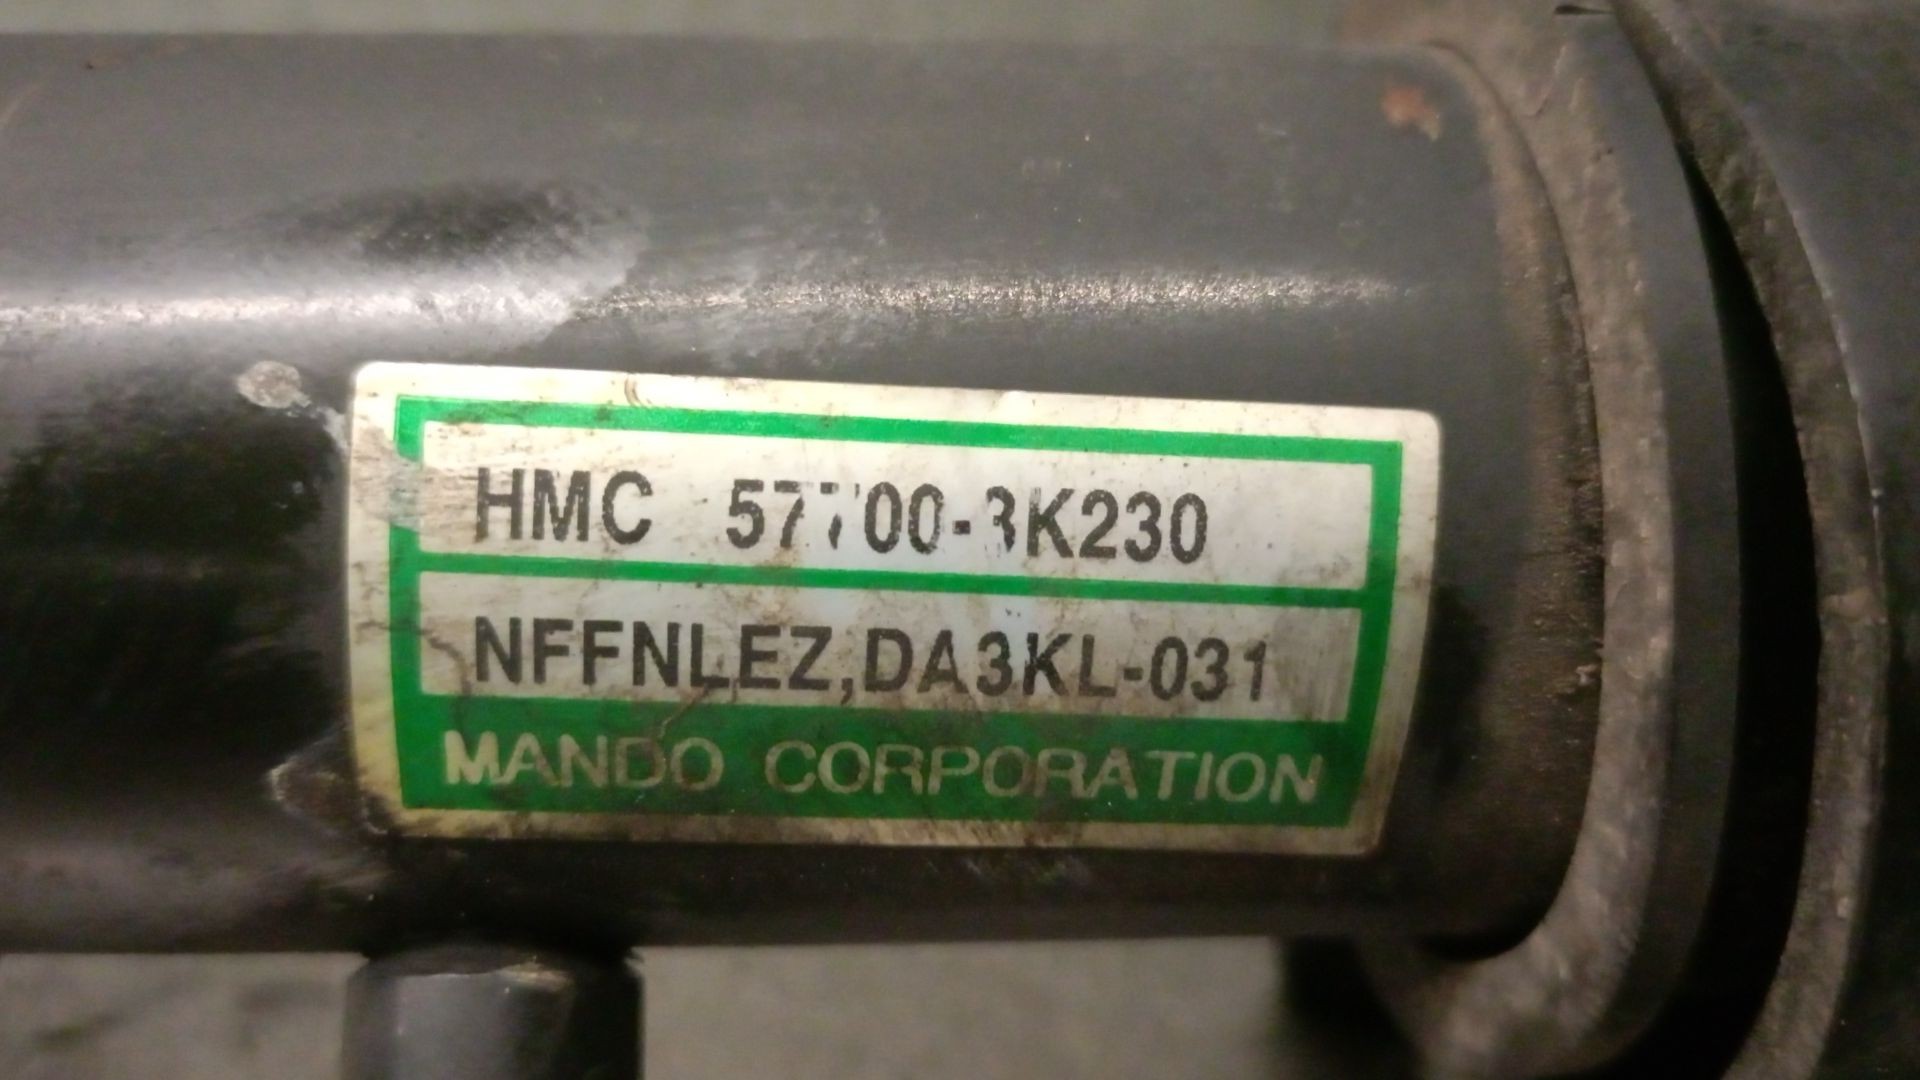 HMC 57700-3K230
NFFNLEZ,DA3KL-031
MANDO CORPORATION